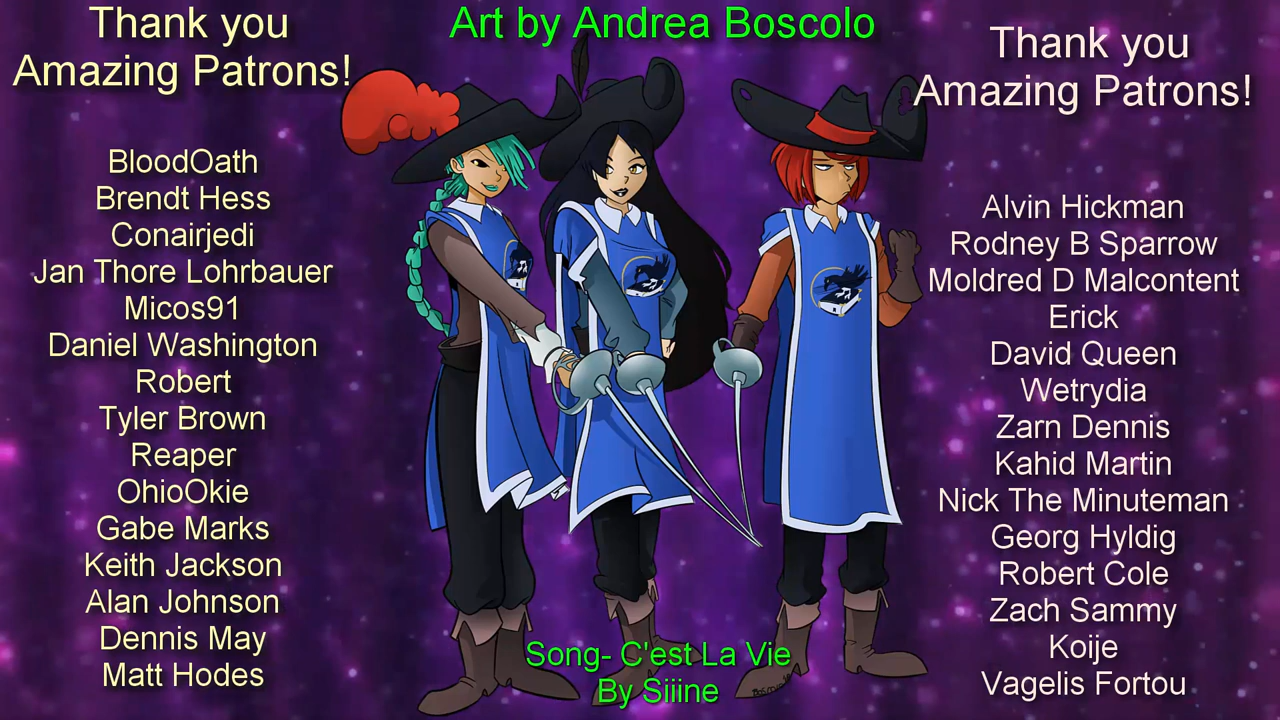 Thank you
Amazing Patrons!
BloodOath
Brendt Hess
Conairjedi
Jan Thore Lohrbauer
Micos91
Daniel Washington
Robert
Tyler Brown
Reaper
OhioOkie
Gabe Marks
Keith Jackson
Alan Johnson
Dennis May
Matt Hodes
Art by Andrea Boscolo
Song- C'est La Vie
By Siiine
Thank you
Amazing Patrons!
Alvin Hickman
Rodney B Sparrow
Moldred D Malcontent
Erick
David Queen
Wetrydia
Zarn Dennis
Kahid Martin
Nick The Minuteman
Georg Hyldig
Robert Cole
Zach Sammy
Koije
Vagelis Fortou